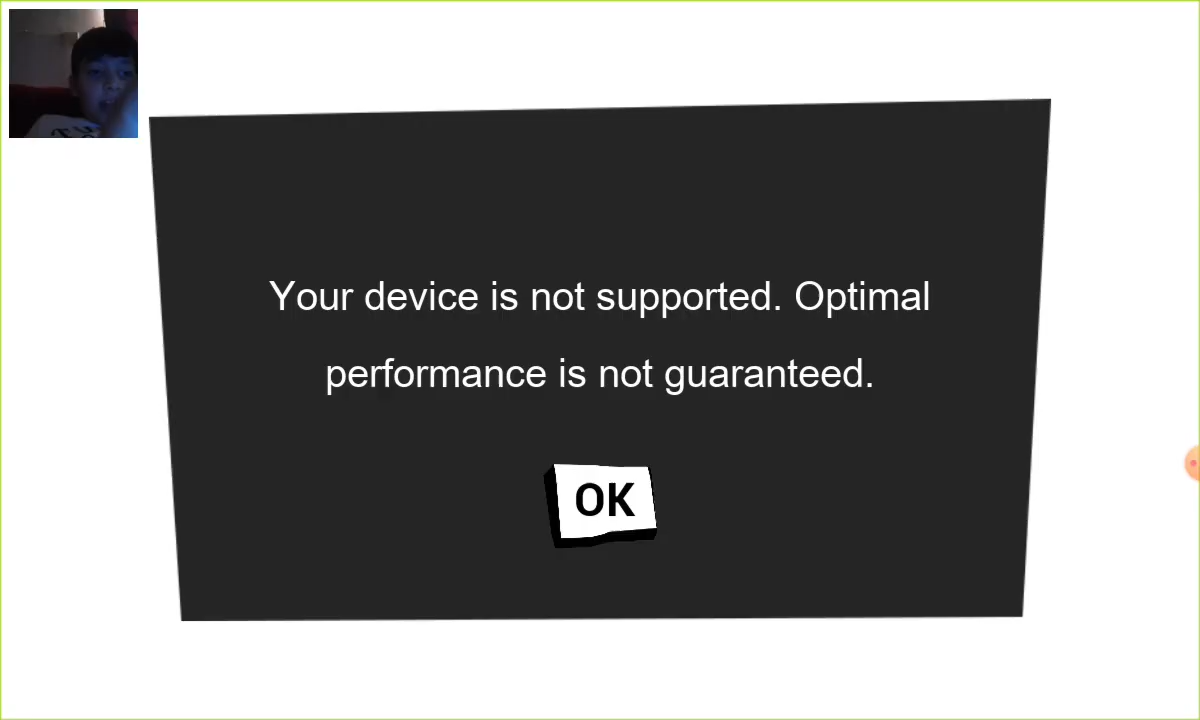 Your device is not supported. Optimal
performance is not guaranteed.
OK